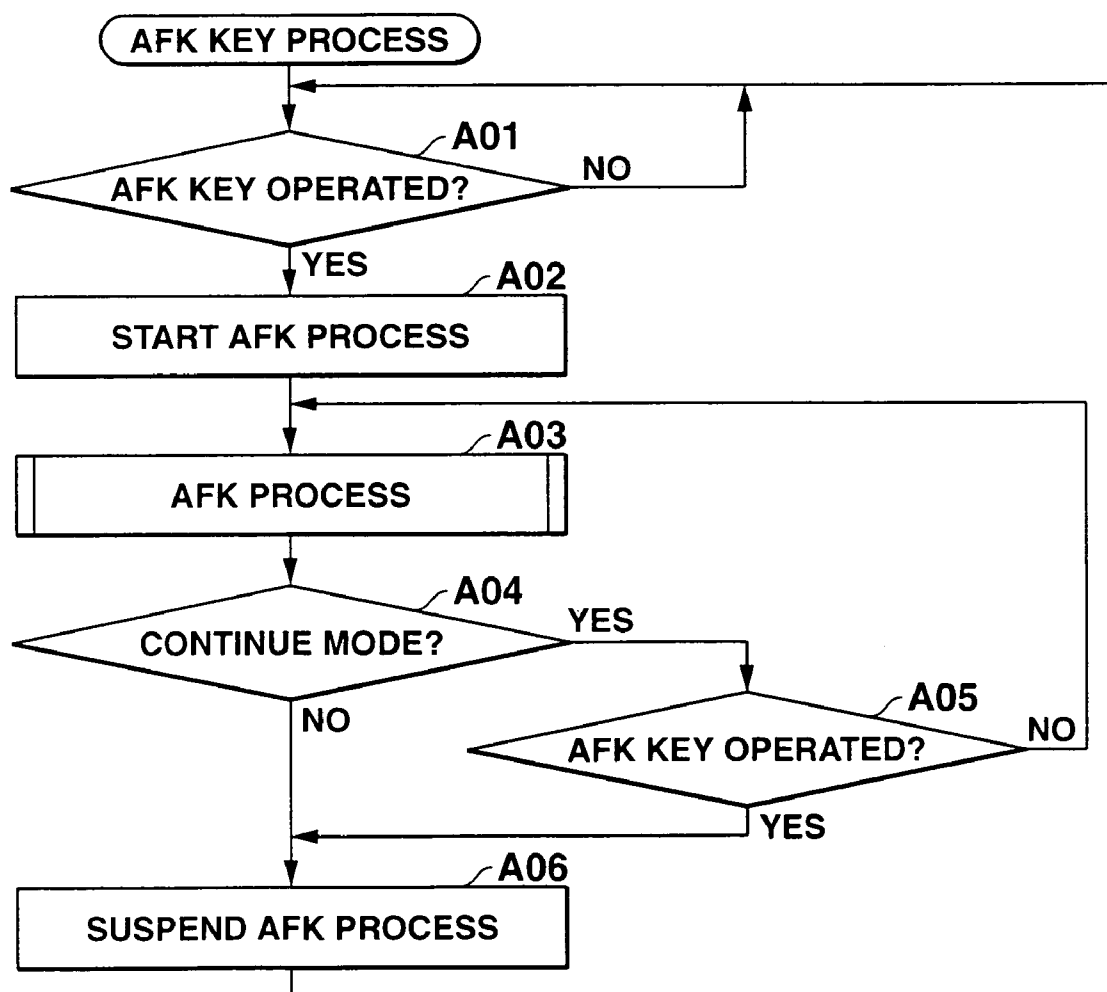 AFK KEY PROCESS
A01
AFK KEY OPERATED?
NO
YES
A02
START AFK PROCESS
A03
AFK PROCESS
A04
CONTINUE MODE?
YES
NO
A05
AFK KEY OPERATED?
NO
YES
A06
SUSPEND AFK PROCESS